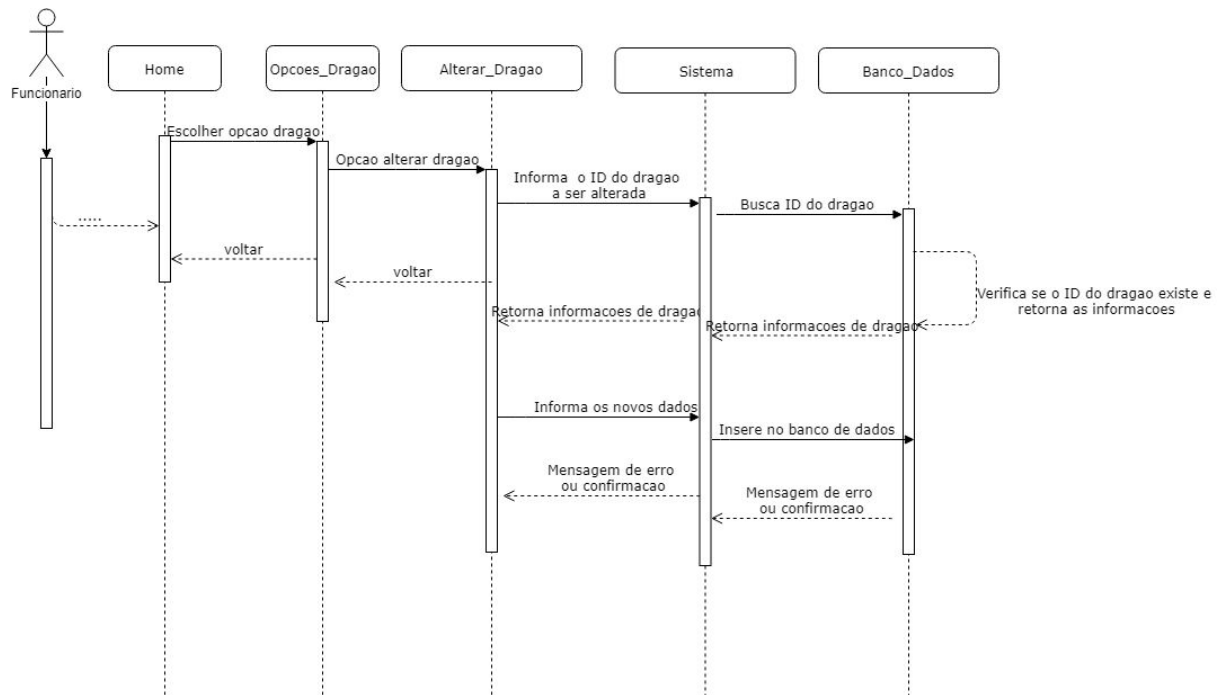 Funcionario
Home
Opcoes_Dragao
Alterar_Dragao
Sistema
Banco_Dados
Escolher opcao dragao
Opcao alterar dragao
Informa o ID do dragao
a ser alterada
Busca ID do dragao
.....
voltar
voltar
Verifica se o ID do dragao existe e
retorna as informacoes
Retorna informacoes de dragao
Retorna informacoes de dragao
Informa os novos dados
Insere no banco de dados
Mensagem de erro
ou confirmacao
Mensagem de erro
ou confirmacao